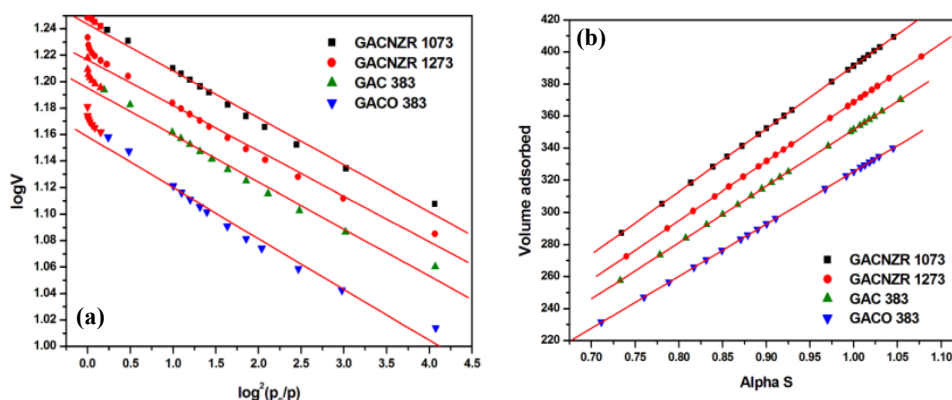 (a)
logV
1.24
1.22
1.20
1.18
1.16
1.14
1.12
1.10
1.08
1.06
1.04
1.02
1.00
GACNZR 1073
GACNZR 1273
GAC 383
GACO 383
0.0 0.5 1.0 1.5 2.0 2.5 3.0 3.5 4.0 4.5
log²(p₀/p)
(b)
Volume adsorbed
420
400
380
360
340
320
300
280
260
240
220
GACNZR 1073
GACNZR 1273
GAC 383
GACO 383
0.70 0.75 0.80 0.85 0.90 0.95 1.00 1.05 1.10
Alpha S